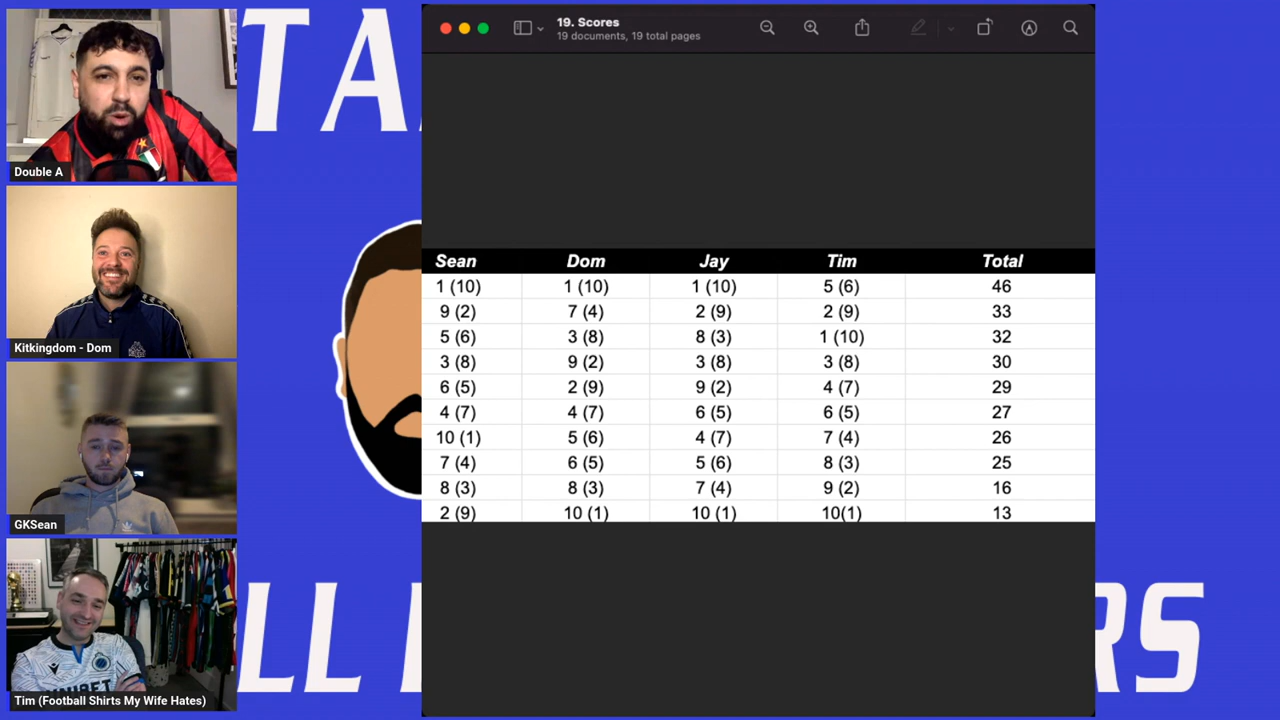 TA
19. Scores
19 documents, 19 total pages
Double A
Kitkingdom - Dom
GKSean
Tim (Football Shirts My Wife Hates)
Sean Dom Jay Tim Total
1 (10) 1 (10) 1 (10) 5 (6) 46
9 (2) 7 (4) 2 (9) 2 (9) 33
5 (6) 3 (8) 8 (3) 1 (10) 32
3 (8) 9 (2) 3 (8) 3 (8) 30
6 (5) 2 (9) 9 (2) 4 (7) 29
4 (7) 4 (7) 6 (5) 6 (5) 27
10 (1) 5 (6) 4 (7) 7 (4) 26
7 (4) 6 (5) 5 (6) 8 (3) 25
8 (3) 8 (3) 7 (4) 9 (2) 16
2 (9) 10 (1) 10 (1) 10(1) 13
LL RS